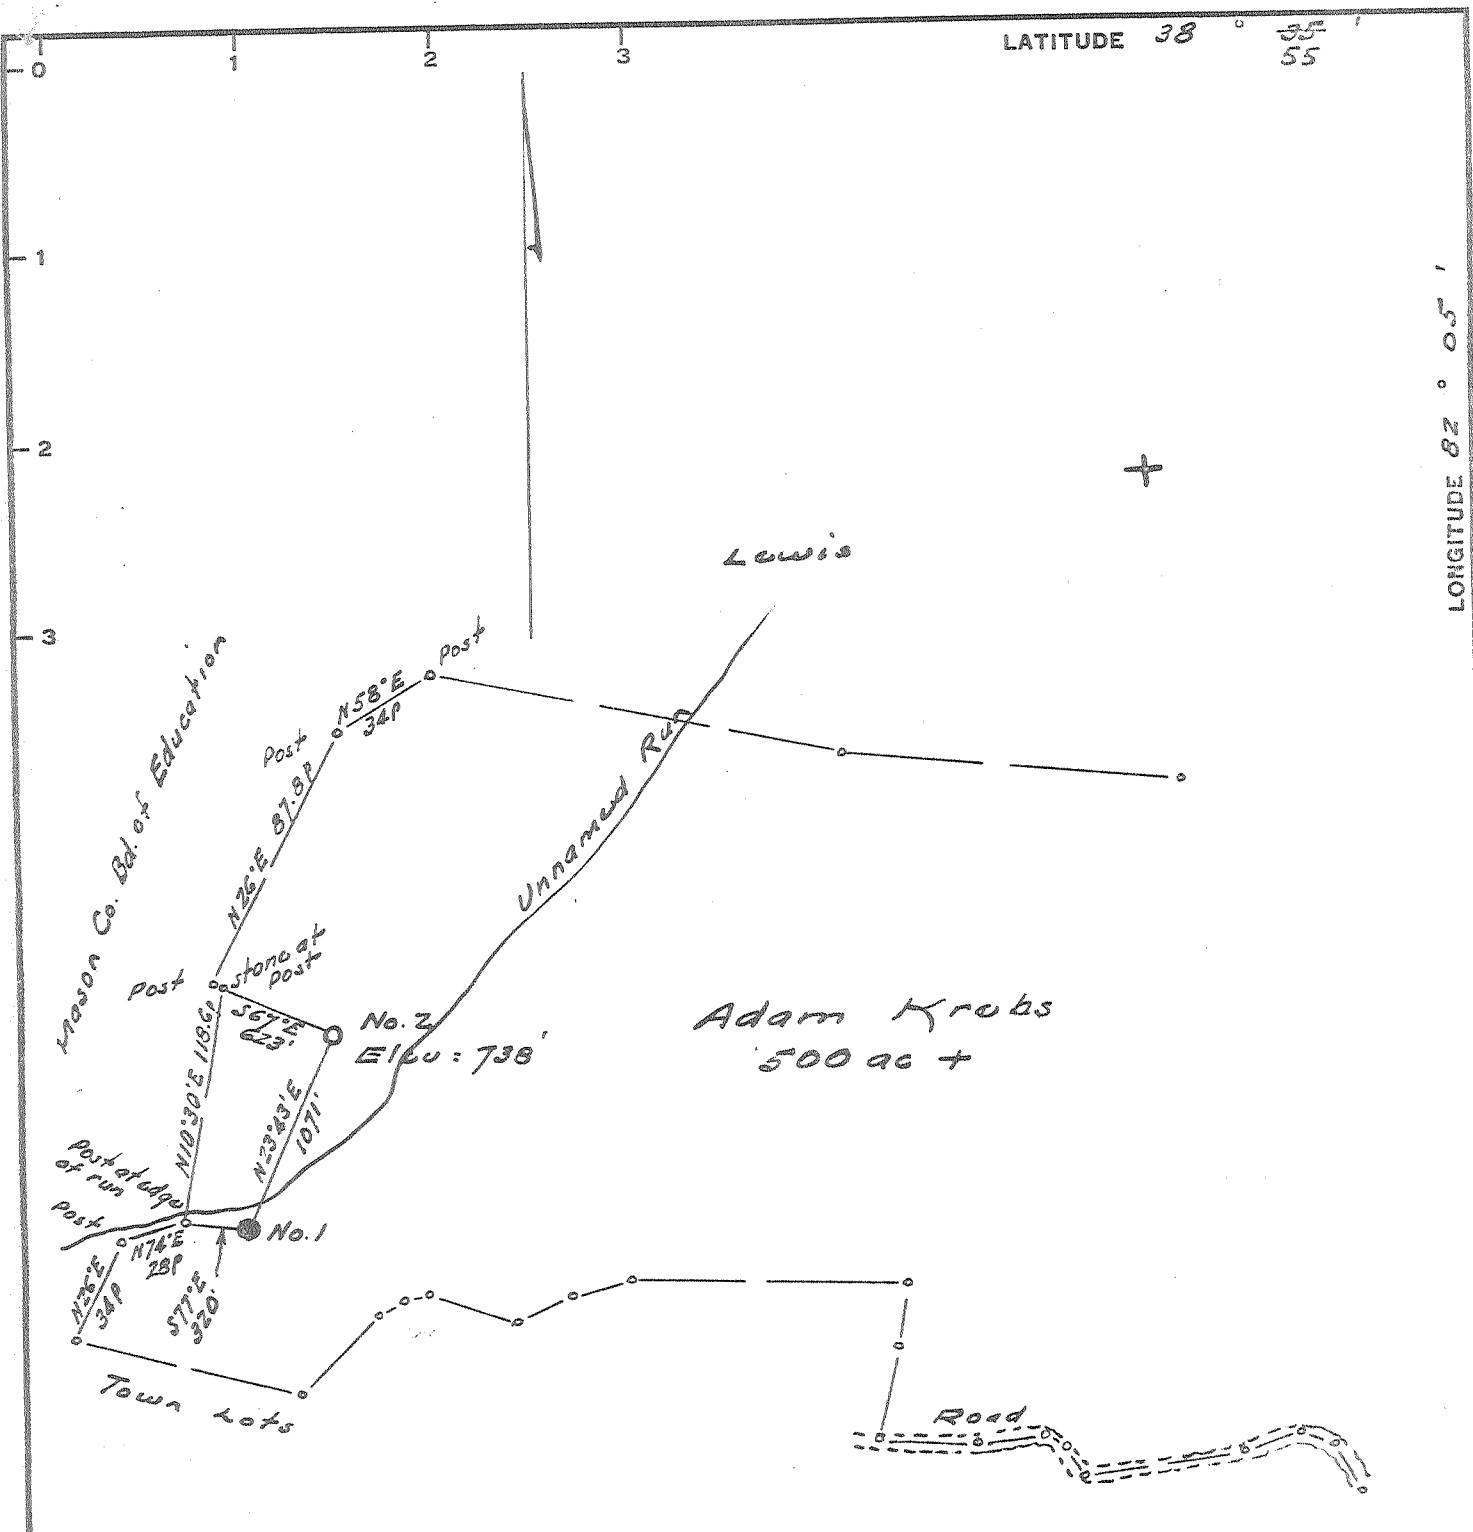 LATITUDE 38 ° 35 '
55
0
1
2
3
1
2
3
LONGITUDE 82 ° 05 '
Lewis
Post
N58°E
34P
Post
Mason Co. Bd. of Education
N26°E 87.8P
Unnamed Run
Post
stone at
post
S67°E
623'
No. 2
Elev = 738'
Adam Krebs
500 ac +
N10°30'E 118.6P
N23°43'E
1071'
Post at edge
of run
Post
No. 1
N74°E
28P
N26°E
34P
S77°E
320'
Town Lots
Road